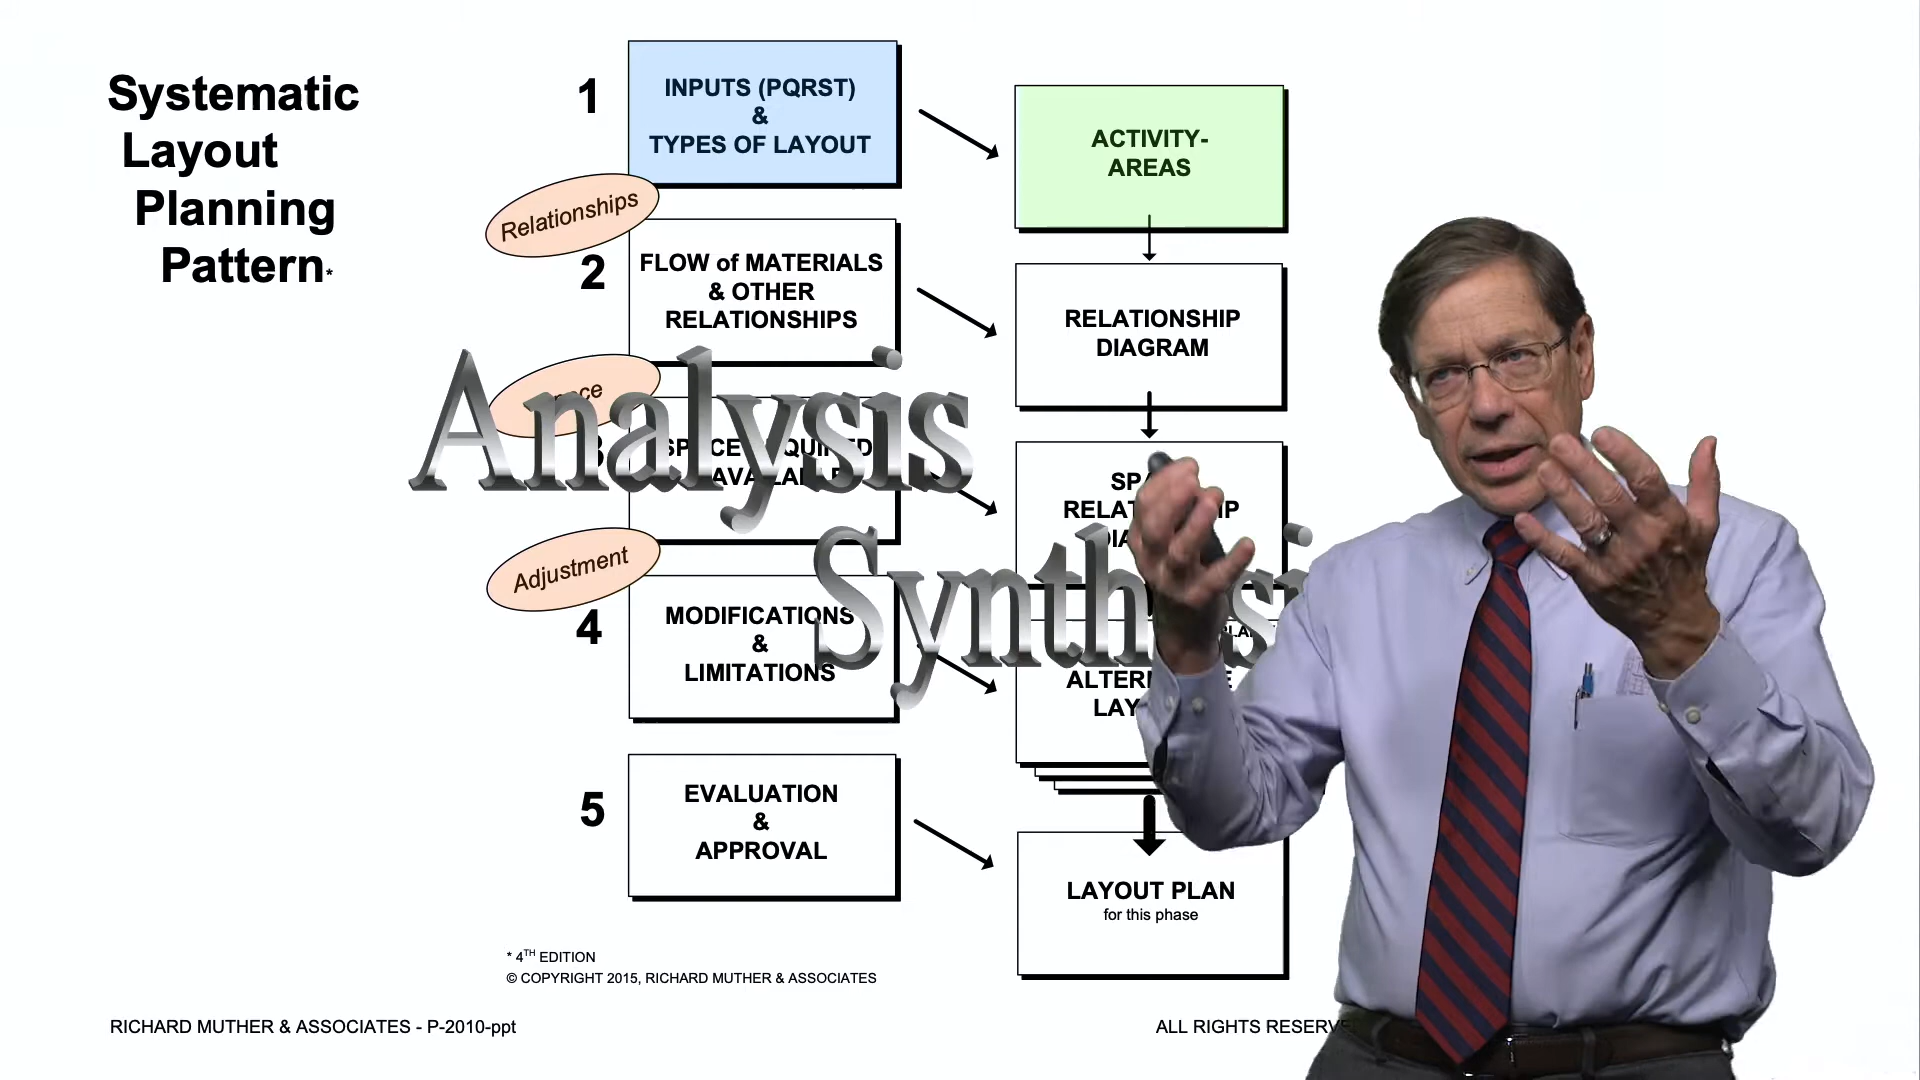 Systematic
Layout
Planning
Pattern*
1
INPUTS (PQRST)
&
TYPES OF LAYOUT
ACTIVITY-
AREAS
Relationships
2
FLOW of MATERIALS
& OTHER
RELATIONSHIPS
RELATIONSHIP
DIAGRAM
Analysis
Adjustment
4
MODIFICATIONS
&
LIMITATIONS
5
EVALUATION
&
APPROVAL
LAYOUT PLAN
for this phase
* 4TH EDITION
© COPYRIGHT 2015, RICHARD MUTHER & ASSOCIATES
RICHARD MUTHER & ASSOCIATES - P-2010-ppt
ALL RIGHTS